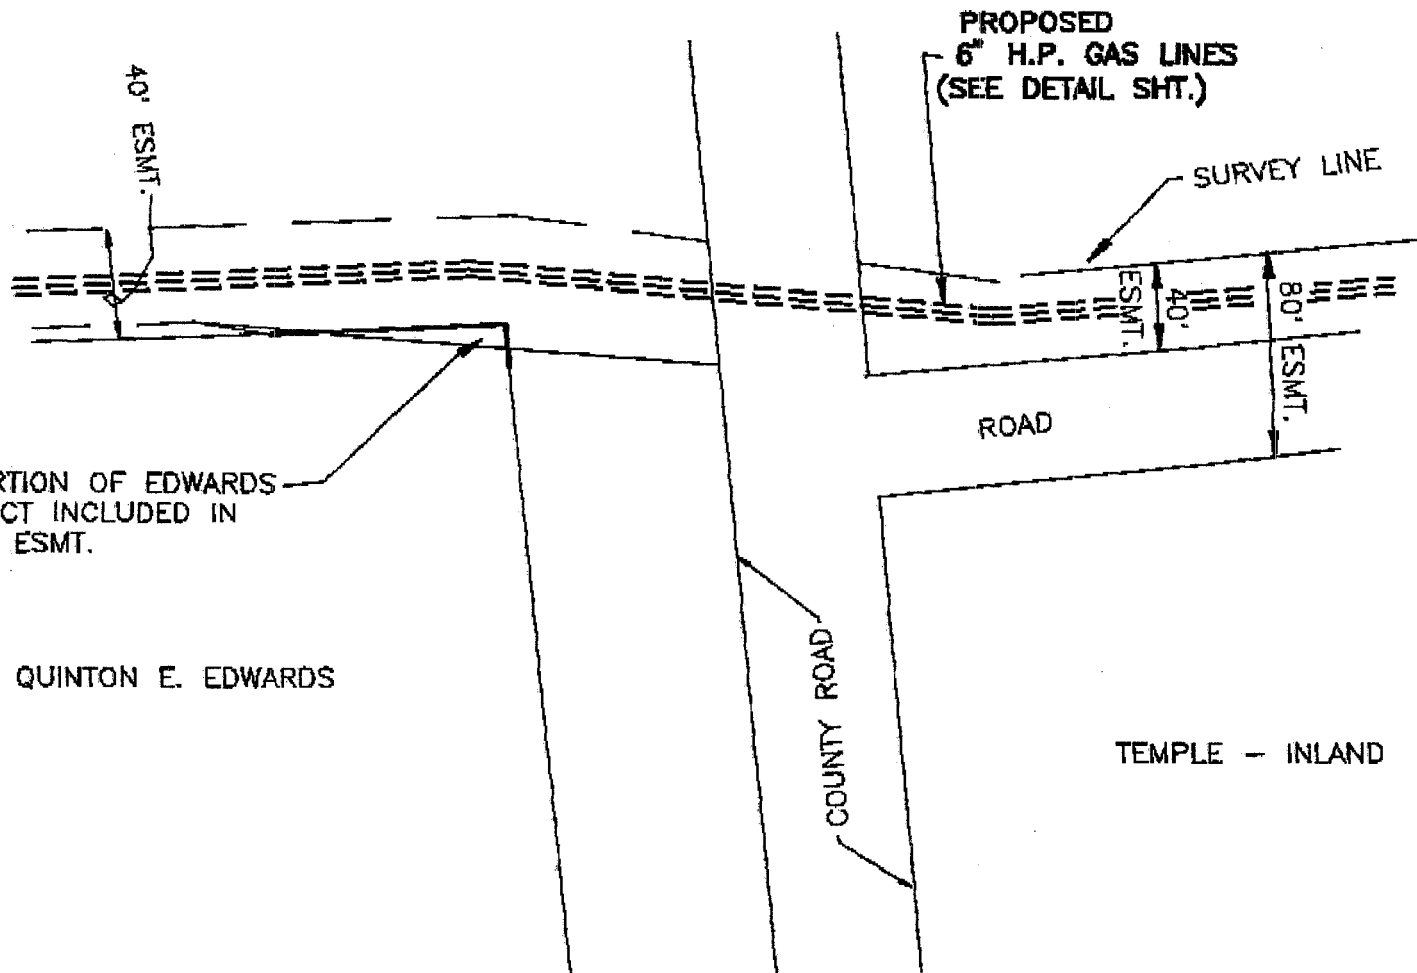 PROPOSED
6" H.P. GAS LINES
(SEE DETAIL SHT.)
40' ESMT.
SURVEY LINE
40'
ESMT.
80' ESMT.
ROAD
RTION OF EDWARDS
CT INCLUDED IN
ESMT.
QUINTON E. EDWARDS
COUNTY ROAD
TEMPLE - INLAND